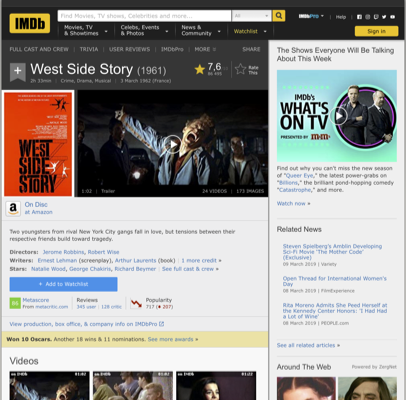 IMDb
Find Movies, TV shows, Celebrities and more...
All
IMDbPro
Help
Movies, TV
& Showtimes
Celebs, Events
& Photos
News &
Community
Watchlist
Sign in
FULL CAST AND CREW | TRIVIA | USER REVIEWS | IMDbPro | MORE
SHARE
West Side Story (1961)
7,6
Rate
This
2h 33min | Crime, Drama, Musical | 3 March 1962 (France)
WEST
SIDE
STORY
1:02 | Trailer
24 VIDEOS | 173 IMAGES
On Disc
at Amazon
Two youngsters from rival New York City gangs fall in love, but tensions between their
respective friends build toward tragedy.
Directors: Jerome Robbins, Robert Wise
Writers: Ernest Lehman (screenplay), Arthur Laurents (book) | 1 more credit »
Stars: Natalie Wood, George Chakiris, Richard Beymer | See full cast & crew »
+ Add to Watchlist
Metascore
From metacritic.com
Reviews
345 user | 128 critic
Popularity
717 ( 207)
View production, box office, & company info on IMDbPro
Won 10 Oscars. Another 18 wins & 11 nominations. See more awards »
Videos
The Shows Everyone Will Be Talking
About This Week
IMDb's
WHAT'S
ON TV
PRESENTED BY m&m's
Find out why you can't miss the new season
of "Queer Eye," the latest power-grabs on
"Billions," the brilliant pond-hopping comedy
"Catastrophe," and more.
Watch now »
Related News
Steven Spielberg's Amblin Developing
Sci-Fi Movie 'The Mother Code'
(Exclusive)
09 March 2019 | Variety
Open Thread for International Women's
Day
08 March 2019 | FilmExperience
Rita Moreno Admits She Peed Herself at
the Kennedy Center Honors: 'I Had Had
a Lot of Wine'
08 March 2019 | PEOPLE.com
See all related articles »
Around The Web
Powered by ZergNet